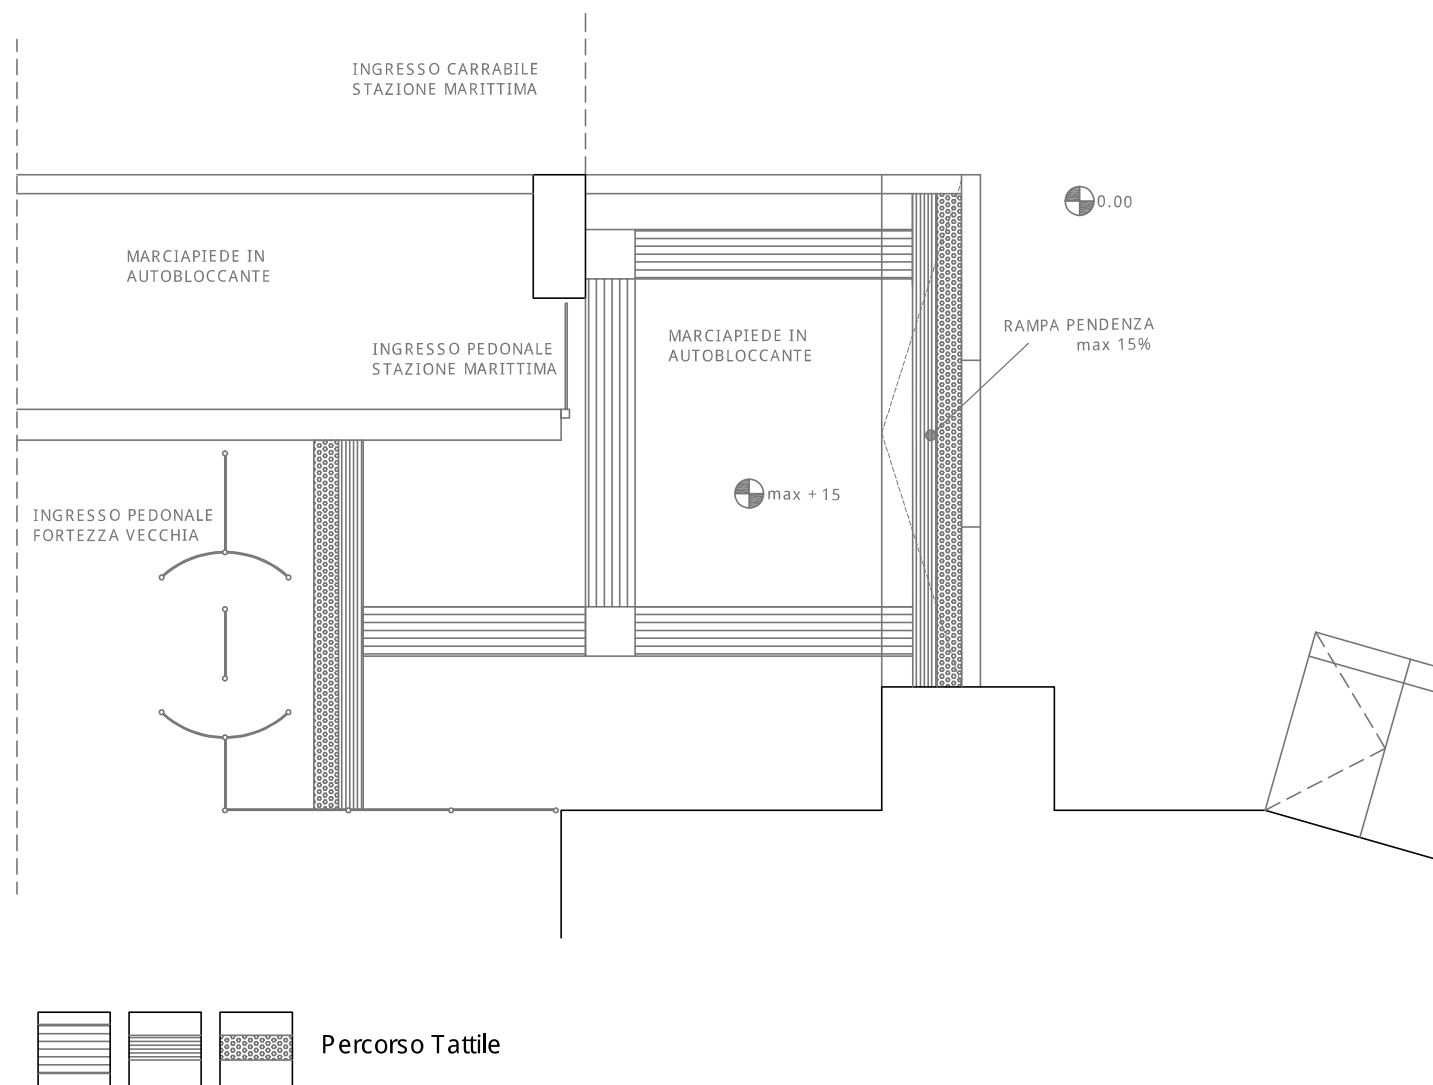 INGRESSO CARRABILE
STAZIONE MARITTIMA
0.00
MARCIAPIEDE IN
AUTOBLOCCANTE
RAMPA PENDENZA
max 15%
MARCIAPIEDE IN
AUTOBLOCCANTE
INGRESSO PEDONALE
STAZIONE MARITTIMA
max +15
INGRESSO PEDONALE
FORTEZZA VECCHIA
Percorso Tattile